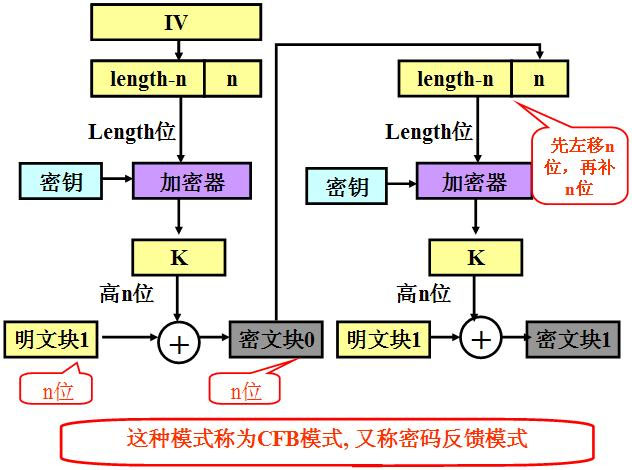 IV
length-n
n
length-n
n
Length位
Length位
先左移n
位，再补
n位
密钥
加密器
密钥
加密器
K
K
高n位
高n位
明文块1
+
密文块0
明文块1
+
密文块1
n位
n位
这种模式称为CFB模式, 又称密码反馈模式